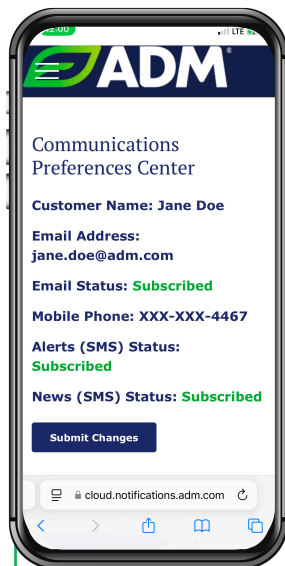 12:00
LTE
ADM®
Communications
Preferences Center
Customer Name: Jane Doe
Email Address:
jane.doe@adm.com
Email Status: Subscribed
Mobile Phone: XXX-XXX-4467
Alerts (SMS) Status:
Subscribed
News (SMS) Status: Subscribed
Submit Changes
cloud.notifications.adm.com